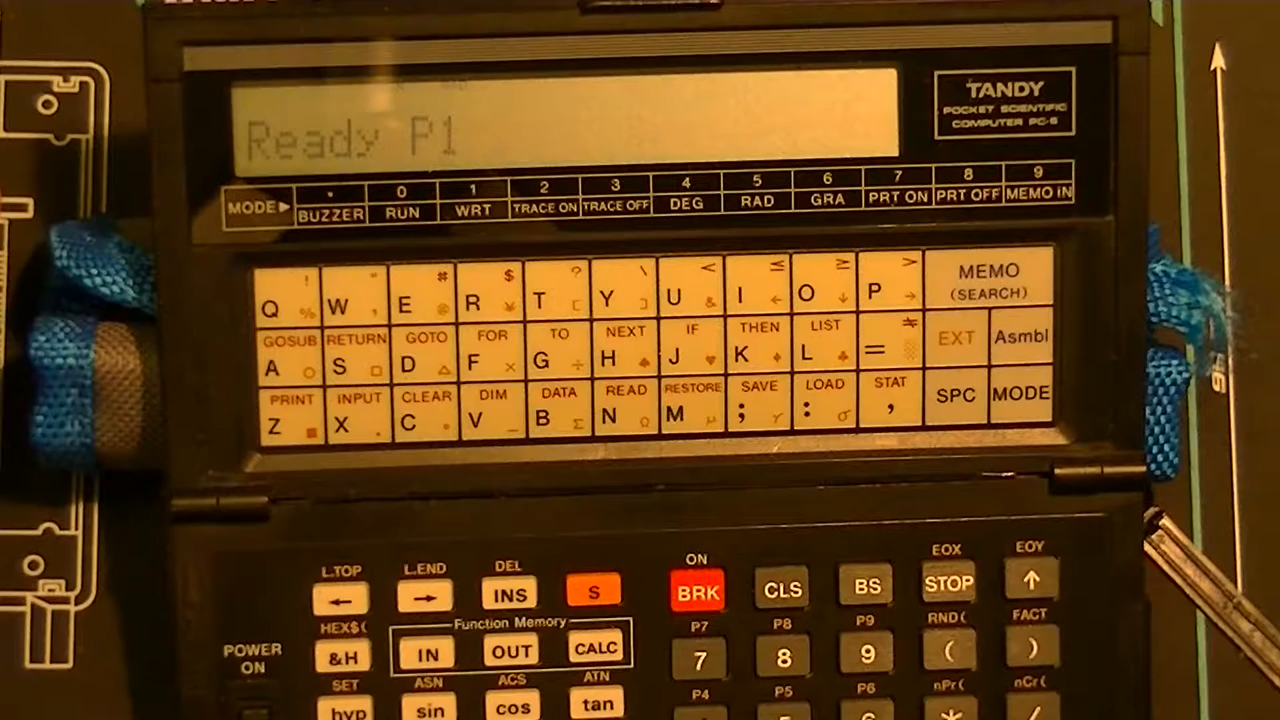 Ready P1
TANDY
POCKET SCIENTIFIC
COMPUTER PC-6
MODE▶ • 0 1 2 3 4 5 6 7 8 9
BUZZER RUN WRT TRACE ON TRACE OFF DEG RAD GRA PRT ON PRT OFF MEMO IN
! " # $ ? \ < ≤ ≥ >
Q % W ' E @ R ¥ T [ Y ] U & I ← O ↓ P →
MEMO
(SEARCH)
GOSUB RETURN GOTO FOR TO NEXT IF THEN LIST ≠
A ○ S □ D △ F × G ÷ H ♠ J ♥ K ♦ L ♣ =
EXT Asmbl
PRINT INPUT CLEAR DIM DATA READ RESTORE SAVE LOAD STAT
Z ■ X . C V _ B Σ N Ω M μ ; γ : σ ,
SPC MODE
L.TOP L.END DEL ON EOX EOY
← → INS S BRK CLS BS STOP ↑
HEX$( Function Memory P7 P8 P9 RND( FACT
&H IN OUT CALC 7 8 9 ( )
POWER
ON
SET ASN ACS ATN P4 P5 P6 nPr( nCr(
hyp sin cos tan